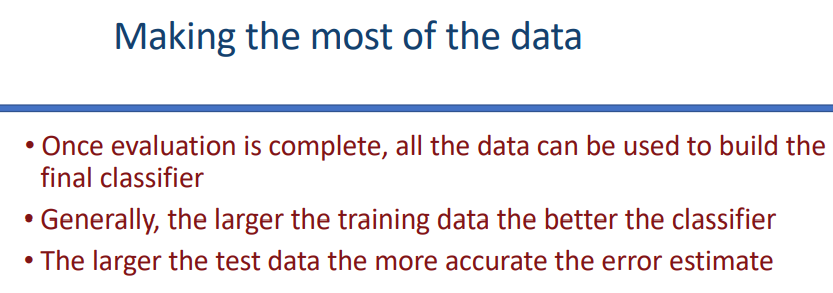 Making the most of the data
• Once evaluation is complete, all the data can be used to build the
final classifier
• Generally, the larger the training data the better the classifier
• The larger the test data the more accurate the error estimate